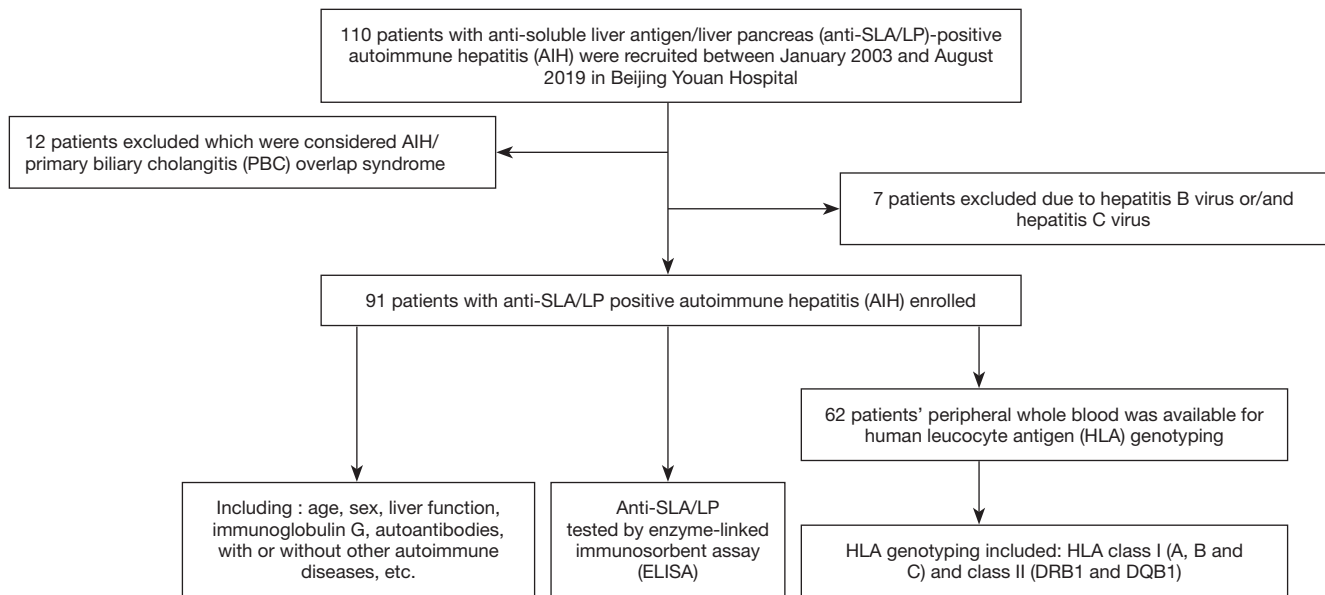 110 patients with anti-soluble liver antigen/liver pancreas (anti-SLA/LP)-positive
autoimmune hepatitis (AIH) were recruited between January 2003 and August
2019 in Beijing Youan Hospital
12 patients excluded which were considered AIH/
primary biliary cholangitis (PBC) overlap syndrome
7 patients excluded due to hepatitis B virus or/and
hepatitis C virus
91 patients with anti-SLA/LP positive autoimmune hepatitis (AIH) enrolled
62 patients’ peripheral whole blood was available for
human leucocyte antigen (HLA) genotyping
Including : age, sex, liver function,
immunoglobulin G, autoantibodies,
with or without other autoimmune
diseases, etc.
Anti-SLA/LP
tested by enzyme-linked
immunosorbent assay
(ELISA)
HLA genotyping included: HLA class I (A, B and
C) and class II (DRB1 and DQB1)